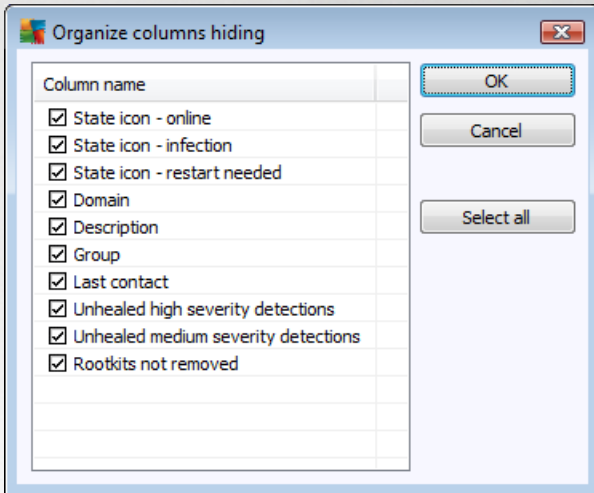 Organize columns hiding
Column name
State icon - online
State icon - infection
State icon - restart needed
Domain
Description
Group
Last contact
Unhealed high severity detections
Unhealed medium severity detections
Rootkits not removed
OK
Cancel
Select all